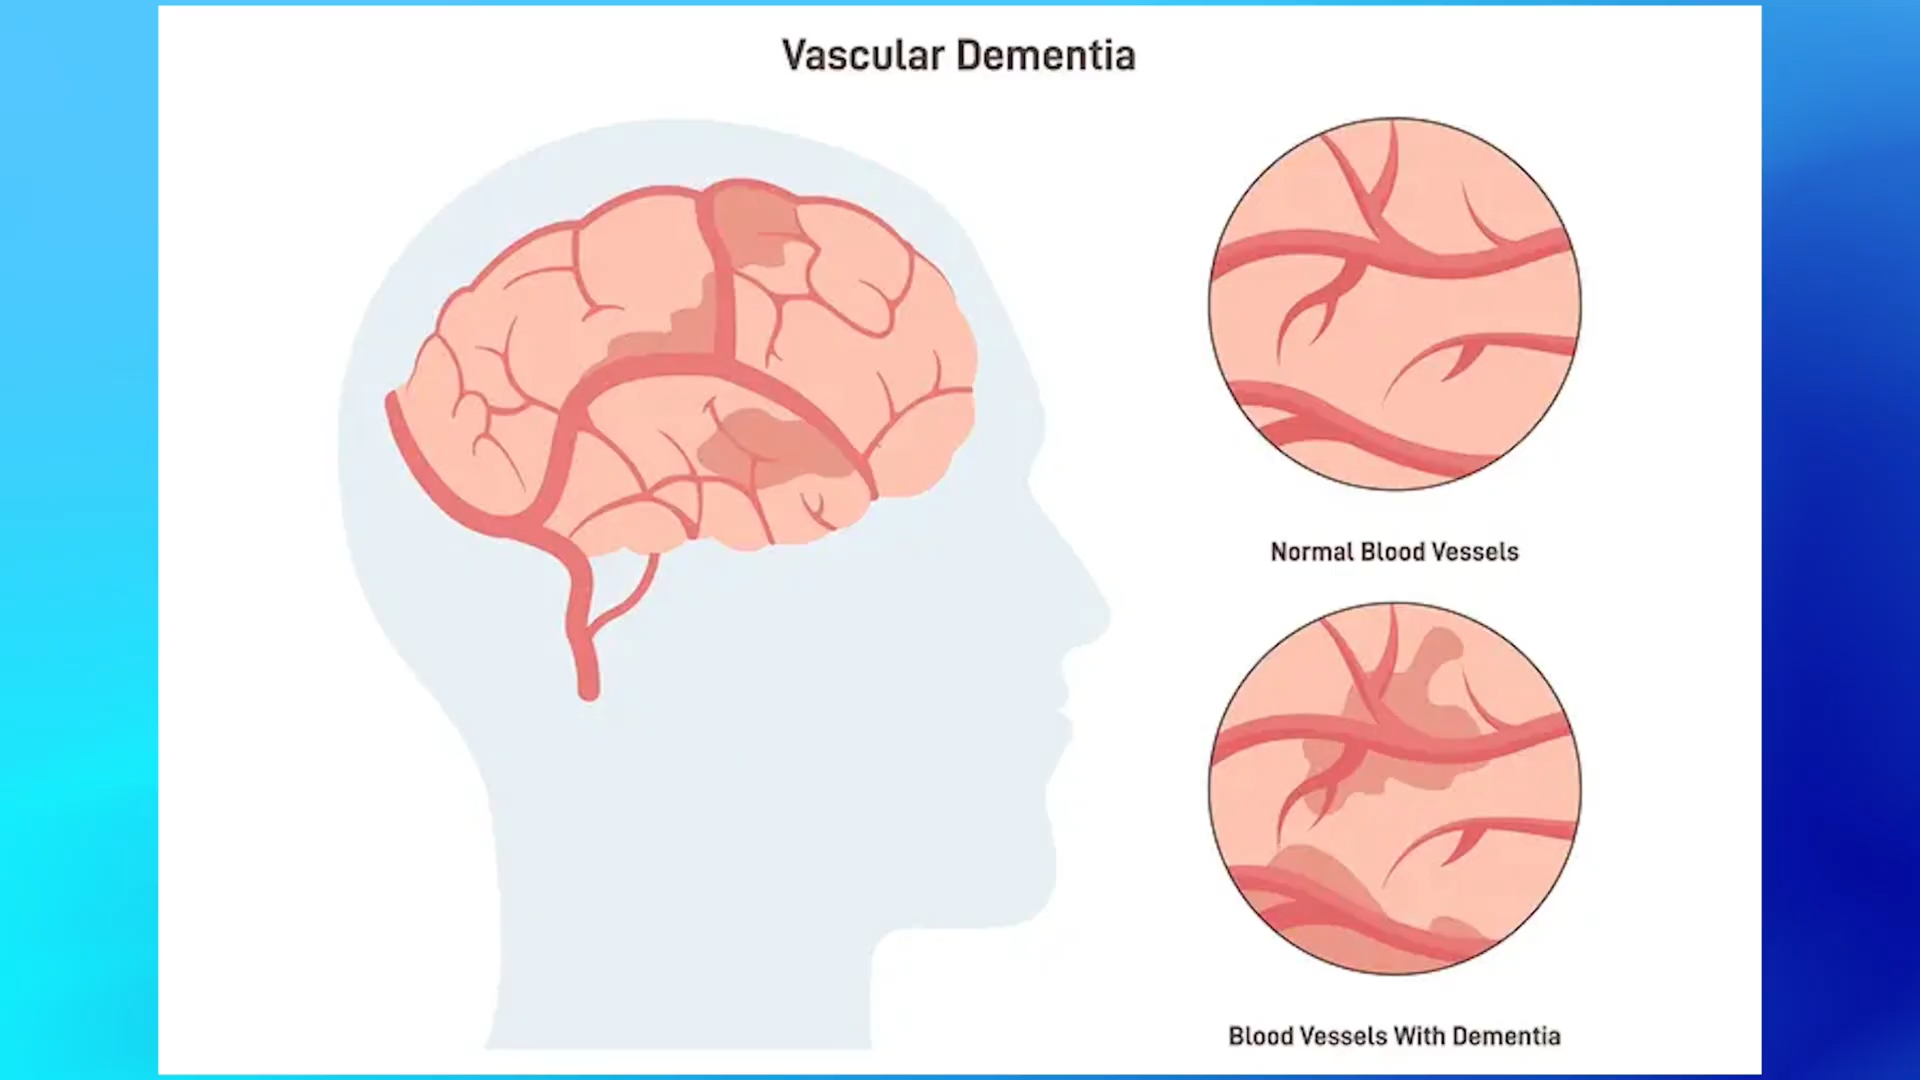 Vascular Dementia
Normal Blood Vessels
Blood Vessels With Dementia